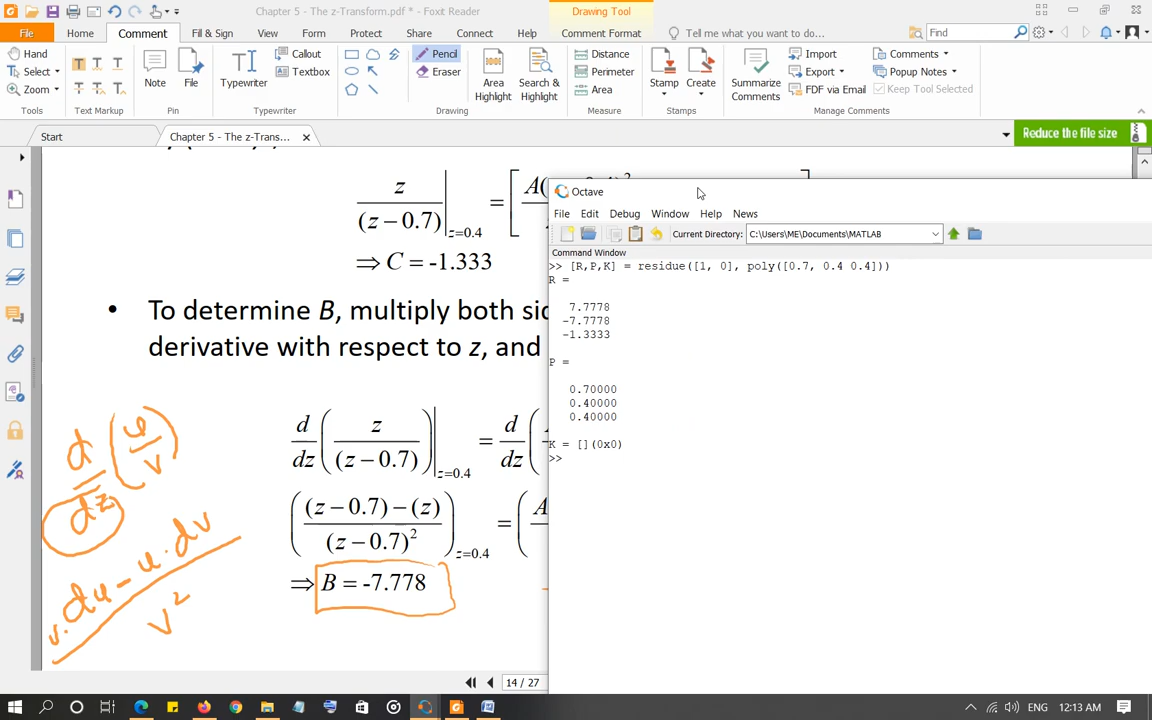 Chapter 5 - The z-Transform.pdf * - Foxit Reader
Drawing Tool
File Home Comment Fill & Sign View Form Protect Share Connect Window Help Comment Format Tell me what you want to do... Find
Hand
Select
Zoom
Tools
Text Markup
Note
File
Pin
Typewriter
Callout
Textbox
Typewriter
Pencil
Eraser
Drawing
Area
Highlight
Search &
Highlight
Distance
Perimeter
Area
Measure
Stamp
Create
Stamps
Summarize
Comments
Import
Export
FDF via Email
Comments
Popup Notes
Keep Tool Selected
Manage Comments
Start
Chapter 5 - The z-Trans...
Reduce the file size
z/(z − 0.7)|z=0.4 = [A(
⇒ C = -1.333
• To determine B, multiply both sid
derivative with respect to z, and
d/dz (z/(z − 0.7))|z=0.4 = d/dz (A
((z − 0.7) − (z))/(z − 0.7)²)z=0.4 = (A
⇒ B = -7.778
d/dz (u/v)
v.du − u.dv
v²
Octave
File Edit Debug Window Help News
Current Directory: C:\Users\ME\Documents\MATLAB
Command Window
>> [R,P,K] = residue([1, 0], poly([0.7, 0.4 0.4]))
R =
7.7778
-7.7778
-1.3333
P =
0.70000
0.40000
0.40000
K = [](0x0)
>>
14 / 27
ENG 12:13 AM